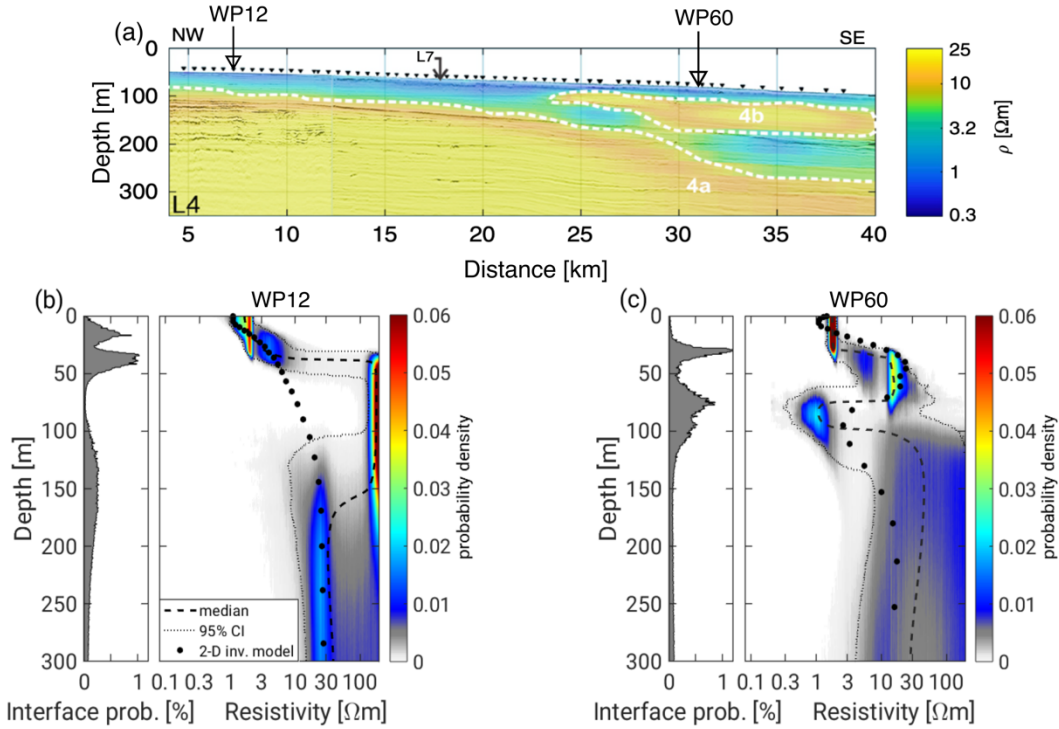 WP12
WP60
(a)
NW
L7
SE
0
100
200
300
Depth [m]
4b
4a
L4
5
10
15
20
25
30
35
40
Distance [km]
25
10
3.2
1
0.3
ρ [Ωm]
(b)
WP12
0
50
100
150
200
250
300
Depth [m]
0
1
Interface prob. [%]
0.1
0.3
1
3
10
30
100
Resistivity [Ωm]
median
95% CI
2-D inv. model
0.06
0.05
0.04
0.03
0.02
0.01
0
probability density
(c)
WP60
0
50
100
150
200
250
300
Depth [m]
0
1
Interface prob. [%]
0.1
0.3
1
3
10
30
100
Resistivity [Ωm]
0.06
0.05
0.04
0.03
0.02
0.01
0
probability density